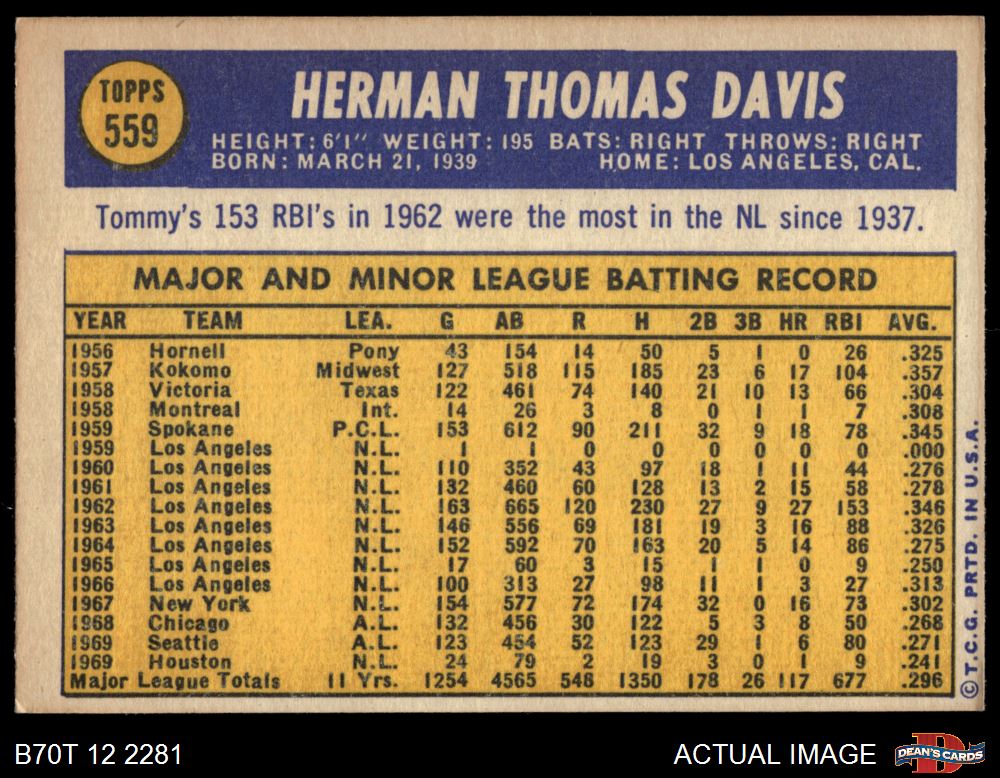 TOPPS
559
HERMAN THOMAS DAVIS
HEIGHT: 6'1" WEIGHT: 195 BATS: RIGHT THROWS: RIGHT
BORN: MARCH 21, 1939 HOME: LOS ANGELES, CAL.
Tommy's 153 RBI's in 1962 were the most in the NL since 1937.
MAJOR AND MINOR LEAGUE BATTING RECORD
YEAR TEAM LEA. G AB R H 2B 3B HR RBI AVG.
1956 Hornell Pony 43 154 14 50 5 1 0 26 .325
1957 Kokomo Midwest 127 518 115 185 23 6 17 104 .357
1958 Victoria Texas 122 461 74 140 21 10 13 66 .304
1958 Montreal Int. 14 26 3 8 0 1 1 7 .308
1959 Spokane P.C.L. 153 612 90 211 32 9 18 78 .345
1959 Los Angeles N.L. 1 1 0 0 0 0 0 0 .000
1960 Los Angeles N.L. 110 352 43 97 18 1 11 44 .276
1961 Los Angeles N.L. 132 460 60 128 13 2 15 58 .278
1962 Los Angeles N.L. 163 665 120 230 27 9 27 153 .346
1963 Los Angeles N.L. 146 556 69 181 19 3 16 88 .326
1964 Los Angeles N.L. 152 592 70 163 20 5 14 86 .275
1965 Los Angeles N.L. 17 60 3 15 1 1 0 9 .250
1966 Los Angeles N.L. 100 313 27 98 11 1 3 27 .313
1967 New York N.L. 154 577 72 174 32 0 16 73 .302
1968 Chicago A.L. 132 456 30 122 5 3 8 50 .268
1969 Seattle A.L. 123 454 52 123 29 1 6 80 .271
1969 Houston N.L. 24 79 2 19 3 0 1 9 .241
Major League Totals 11 Yrs. 1254 4565 548 1350 178 26 117 677 .296
© T.C.G. PRTD. IN U.S.A.
B70T 12 2281 ACTUAL IMAGE
DEAN'S CARDS